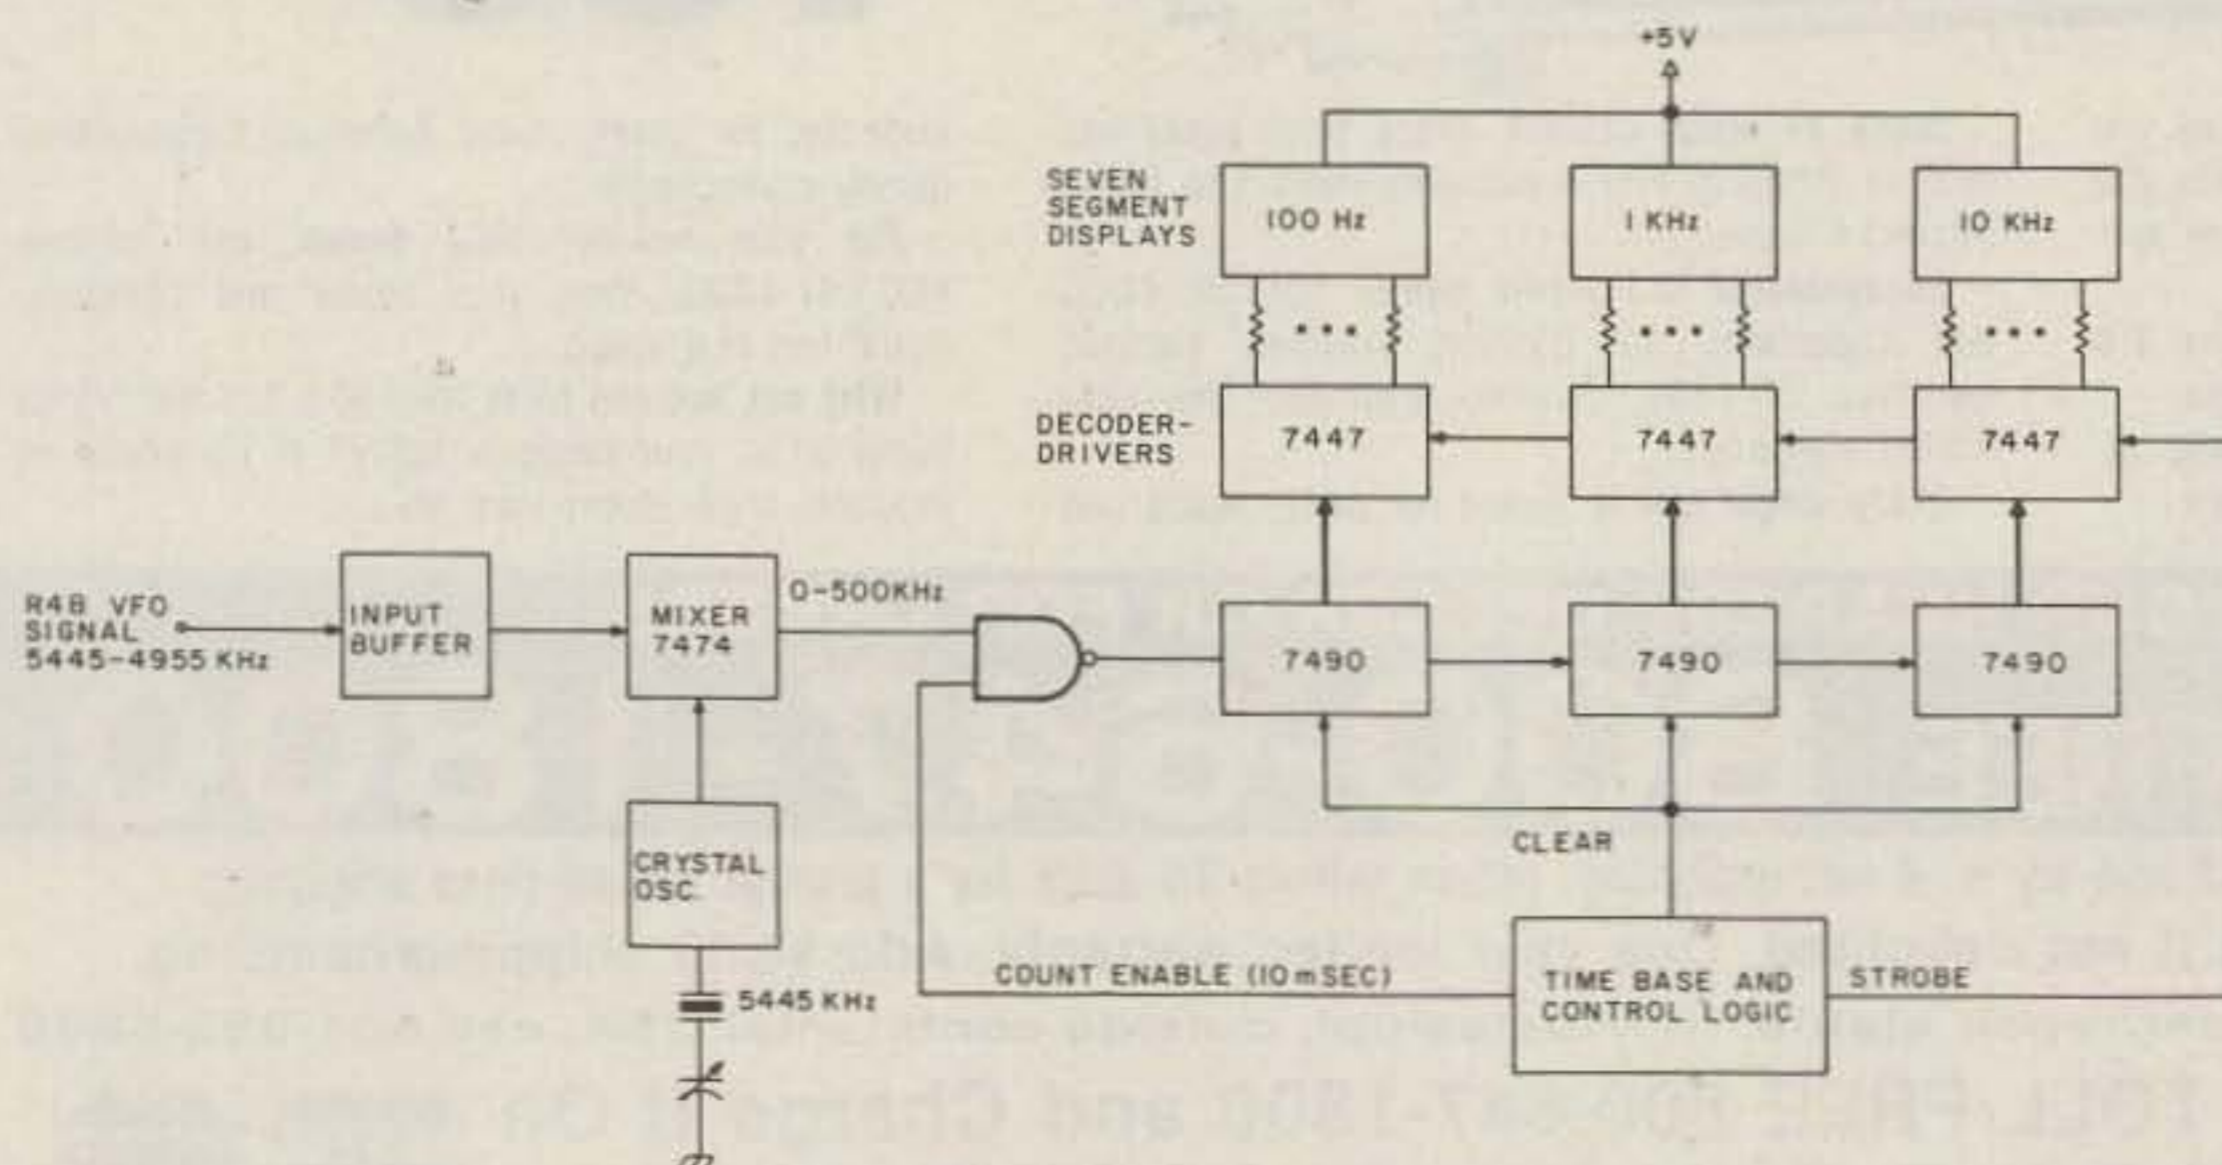 +5V
SEVEN
SEGMENT
DISPLAYS
100 Hz
1 KHz
10 KHz
DECODER-
DRIVERS
7447
7447
7447
R4B VFO
SIGNAL
5445-4955 KHz
INPUT
BUFFER
MIXER
7474
0-500KHz
7490
7490
7490
CLEAR
CRYSTAL
OSC.
5445 KHz
COUNT ENABLE (10mSEC)
TIME BASE AND
CONTROL LOGIC
STROBE